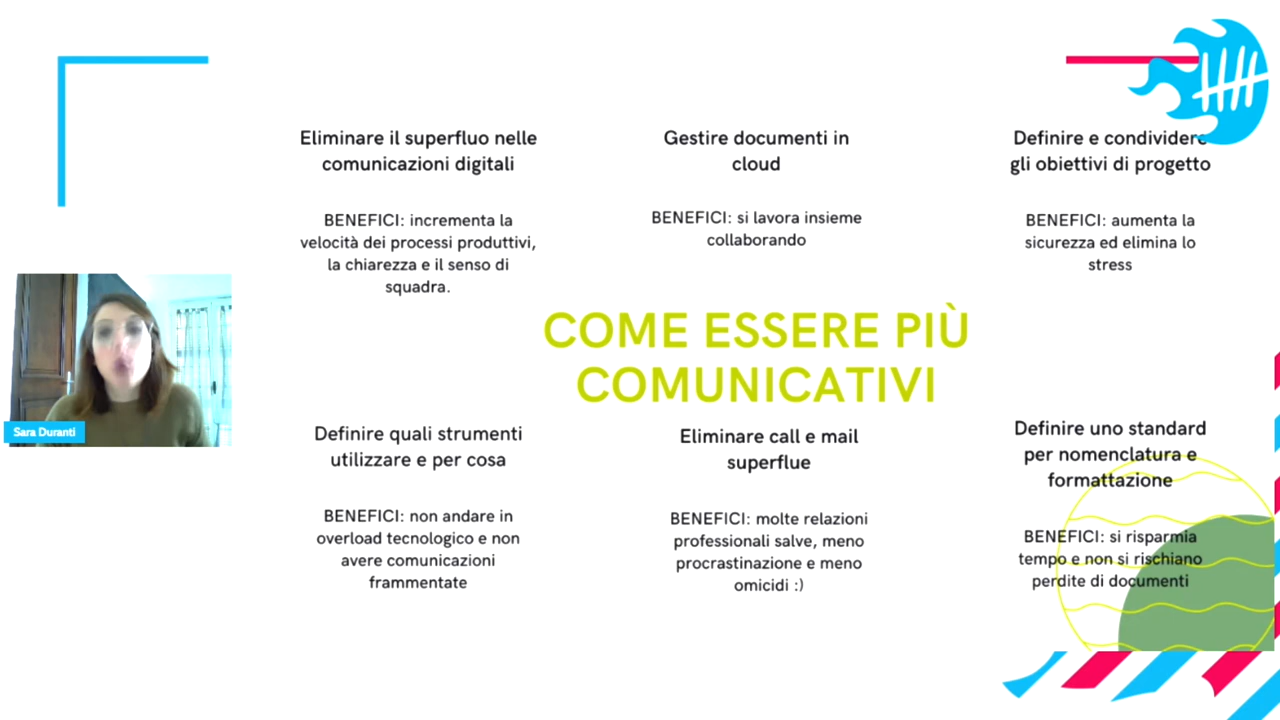 Eliminare il superfluo nelle
comunicazioni digitali
BENEFICI: incrementa la
velocità dei processi produttivi,
la chiarezza e il senso di
squadra.
Gestire documenti in
cloud
BENEFICI: si lavora insieme
collaborando
Definire e condividere
gli obiettivi di progetto
BENEFICI: aumenta la
sicurezza ed elimina lo
stress
COME ESSERE PIÙ
COMUNICATIVI
Sara Duranti
Definire quali strumenti
utilizzare e per cosa
BENEFICI: non andare in
overload tecnologico e non
avere comunicazioni
frammentate
Eliminare call e mail
superflue
BENEFICI: molte relazioni
professionali salve, meno
procrastinazione e meno
omicidi :)
Definire uno standard
per nomenclatura e
formattazione
BENEFICI: si risparmia
tempo e non si rischiano
perdite di documenti